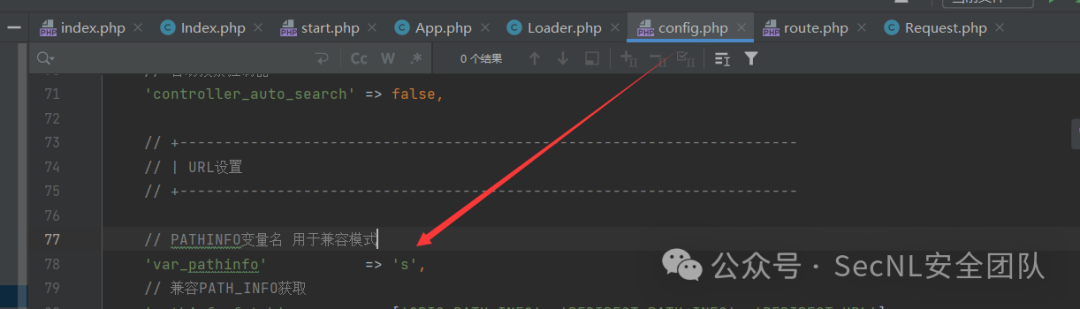 当前文件
index.php Index.php start.php App.php Loader.php config.php route.php Request.php
Cc W .* 0 个结果
71 'controller_auto_search' => false,
72
73 // +----------------------------------------------------------------------
74 // | URL设置
75 // +----------------------------------------------------------------------
76
77 // PATHINFO变量名 用于兼容模式
78 'var_pathinfo' => 's',
79 // 兼容PATH_INFO获取
公众号 · SecNL安全团队